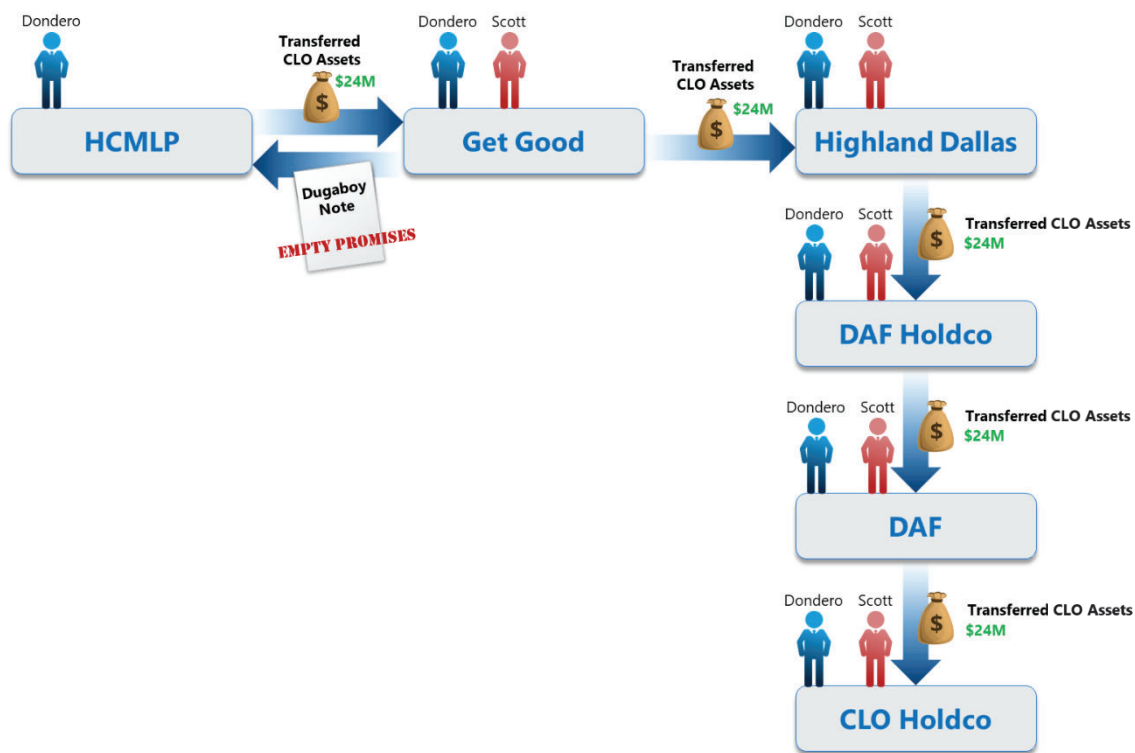 Dondero
HCMLP
Transferred
CLO Assets
$24M
$
Dugaboy
Note
EMPTY PROMISES
Dondero Scott
Get Good
Transferred
CLO Assets
$24M
$
Dondero Scott
Highland Dallas
Dondero Scott
Transferred CLO Assets
$24M
$
DAF Holdco
Dondero Scott
Transferred CLO Assets
$24M
$
DAF
Dondero Scott
Transferred CLO Assets
$24M
$
CLO Holdco